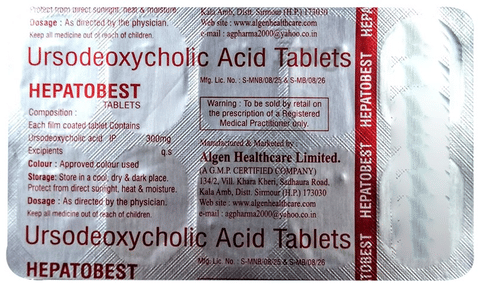 Protect from direct sunlight, heat & moisture.
Dosage : As directed by the physician.
Keep all medicine out of reach of children.
Kala Amb, Distt. Sirmour (H.P.) 173030
Web site : www.algenhealthcare.com
e-mail : agpharma2000@yahoo.co.in
Ursodeoxycholic Acid Tablets
HEPATOBEST
TABLETS
Composition :
Each film coated tablet Contains
Ursodeoxycholic acid IP 300mg
Excipients q.s
Colour : Approved colour used
Storage: Store in a cool, dry & dark place.
Protect from direct sunlight, heat & moisture.
Dosage : As directed by the physician.
Keep all medicine out of reach of children.
Mfg. Lic. No. : S-MNB/08/25 & S-MB/08/26
Warning : To be sold by retail on
the prescription of a Registered
Medical Practitioner only.
Manufactured & Marketed by
Algen Healthcare Limited.
(A G.M.P. CERTIFIED COMPANY)
134/2, Vill. Khara Kheri, Sadhaura Road,
Kala Amb, Distt. Sirmour (H.P.) 173030
Web site : www.algenhealthcare.com
e-mail : agpharma2000@yahoo.co.in
Ursodeoxycholic Acid Tablets
HEPATOBEST
Mfg. Lic. No. : S-MNB/08/25 & S-MB/08/26
HEPATOBEST
HEPATOBEST
HEPATOBEST
TOBEST